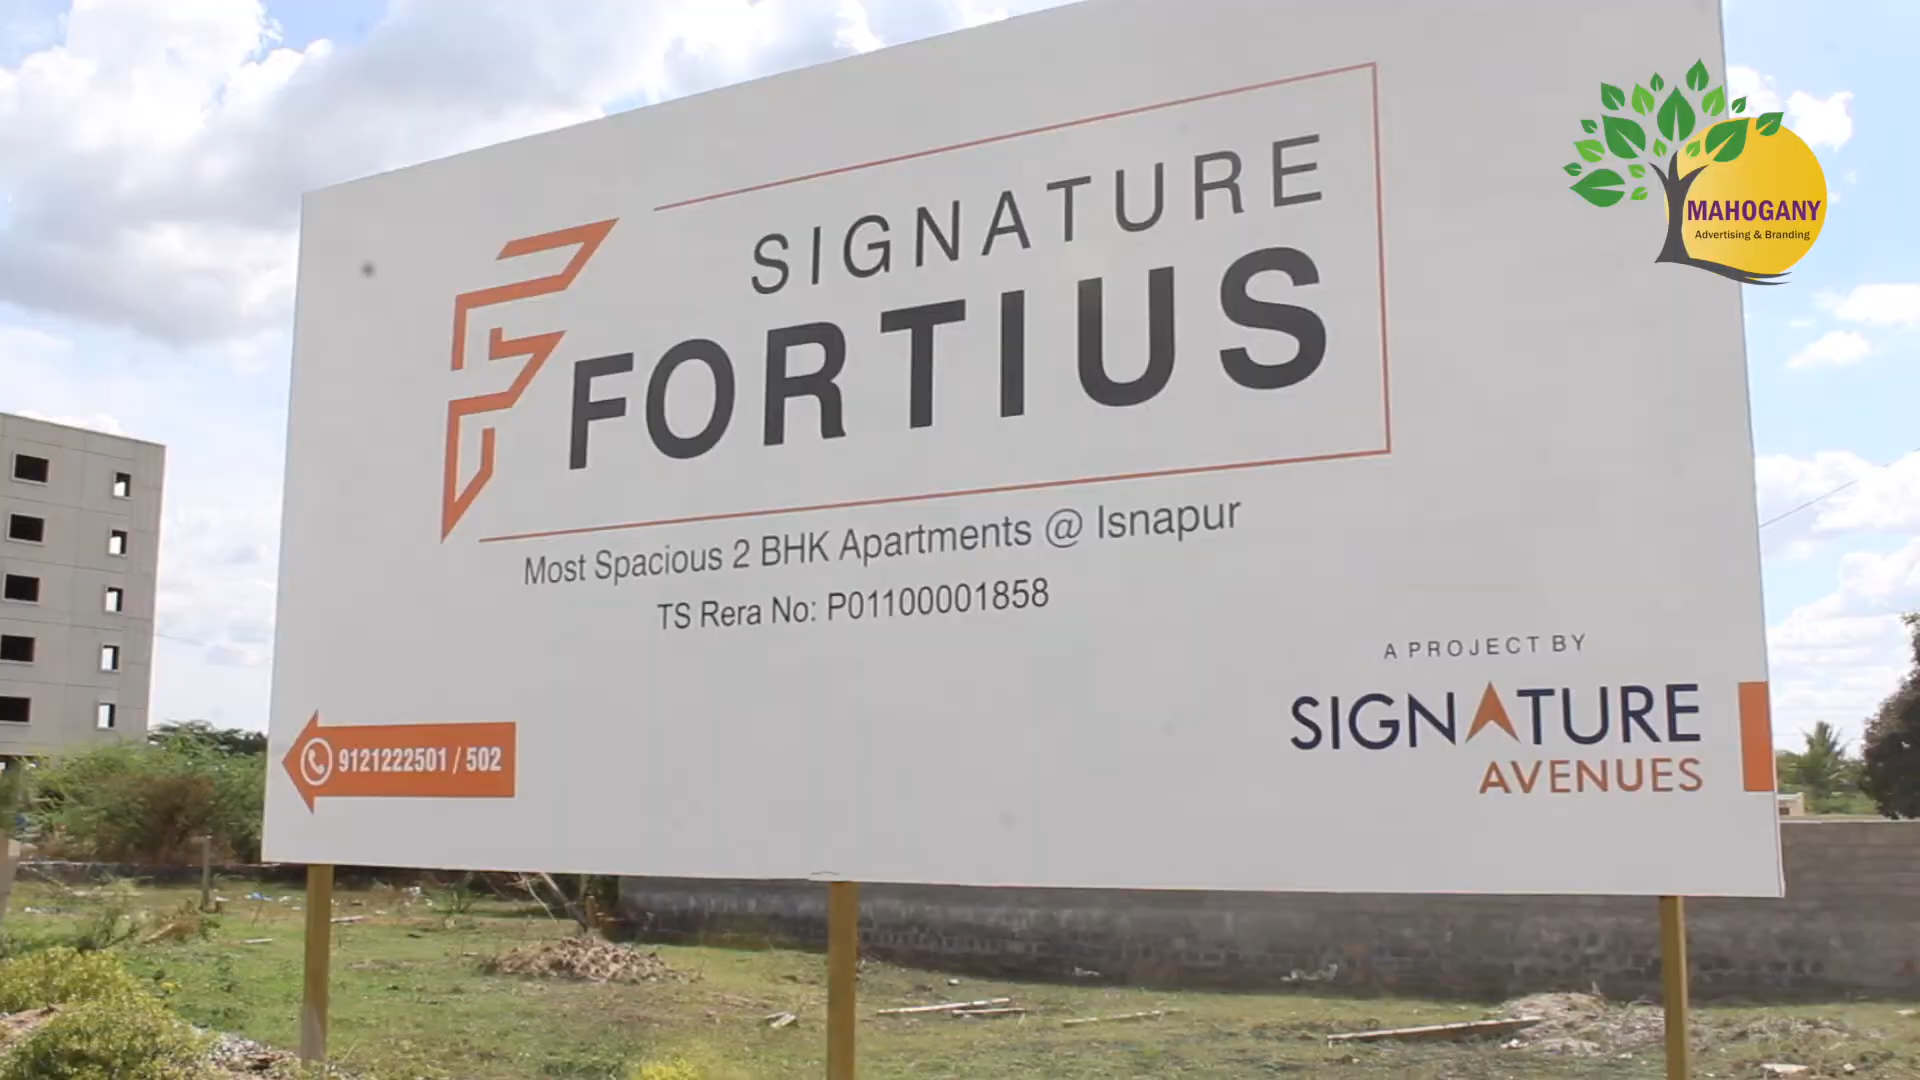 SIGNATURE
FORTIUS
Most Spacious 2 BHK Apartments @ Isnapur
TS Rera No: P01100001858
9121222501 / 502
A PROJECT BY
SIGNATURE
AVENUES
MAHOGANY
Advertising & Branding